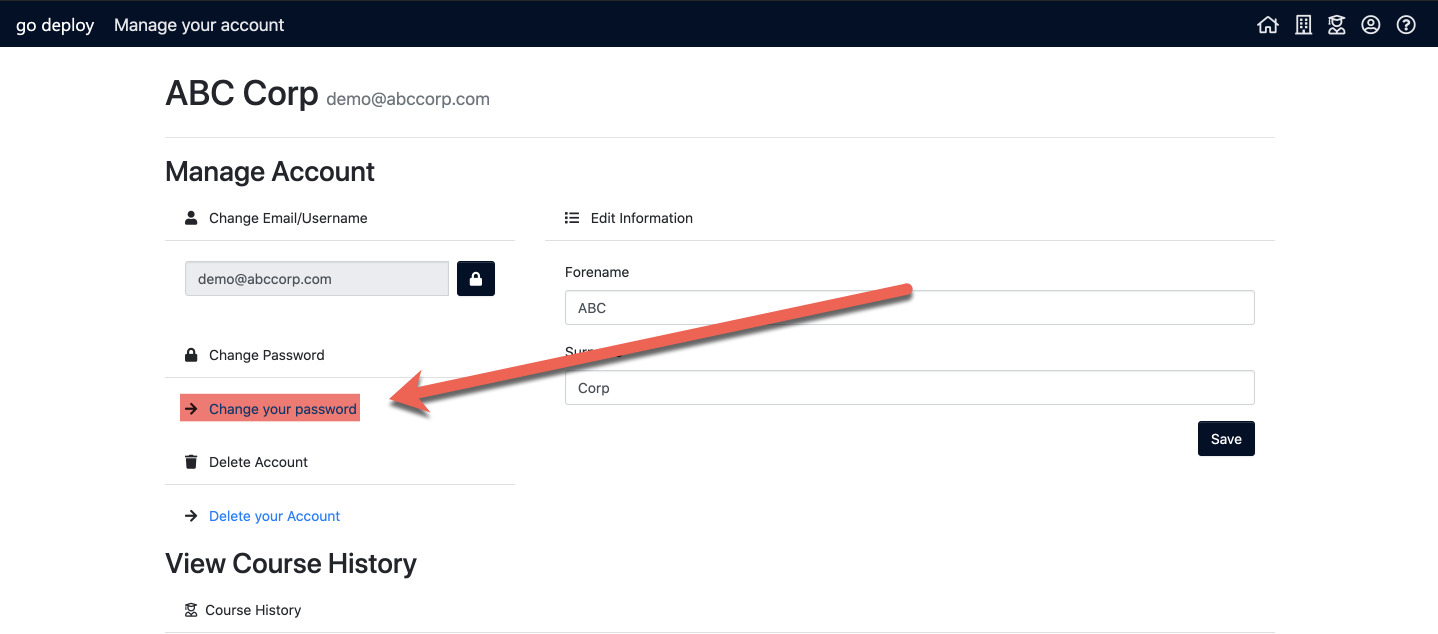 go deploy Manage your account
ABC Corp demo@abccorp.com
Manage Account
Change Email/Username
demo@abccorp.com
Change Password
Change your password
Delete Account
Delete your Account
Edit Information
Forename
ABC
Corp
Save
View Course History
Course History